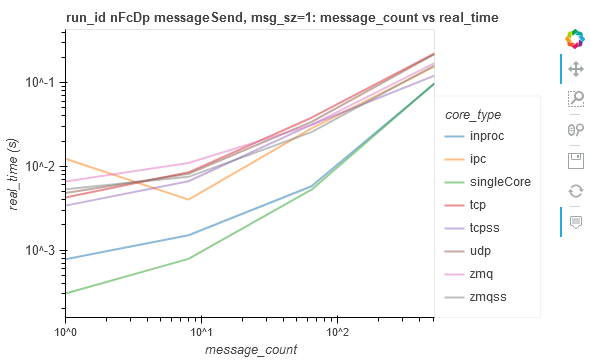 run_id nFcDp messageSend, msg_sz=1: message_count vs real_time
real_time (s)
10^-1
10^-2
10^-3
10^0
10^1
10^2
message_count
core_type
inproc
ipc
singleCore
tcp
tcpss
udp
zmq
zmqss